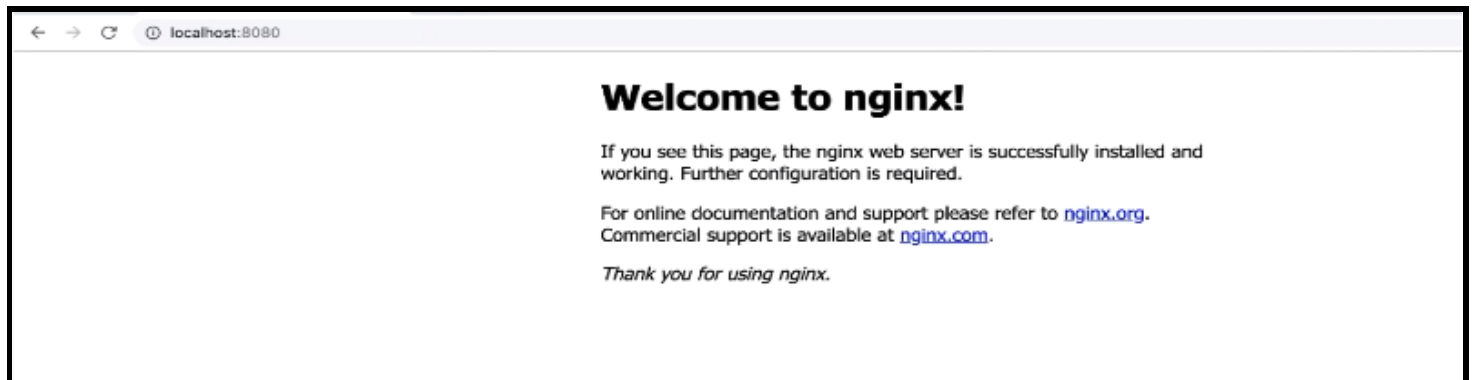 localhost:8080
Welcome to nginx!
If you see this page, the nginx web server is successfully installed and
working. Further configuration is required.
For online documentation and support please refer to nginx.org.
Commercial support is available at nginx.com.
Thank you for using nginx.